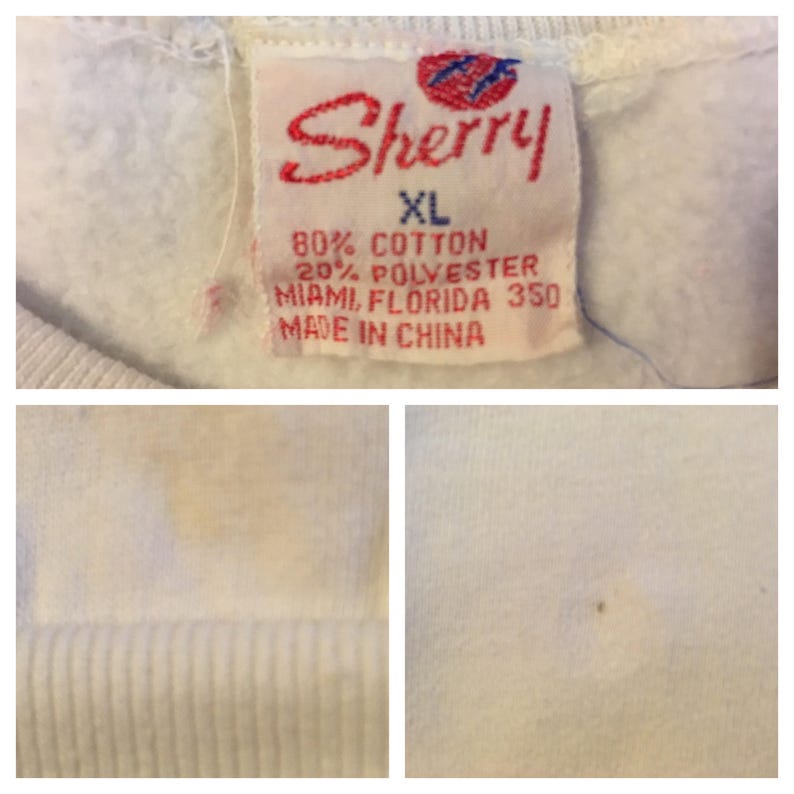 Sherry
XL
80% COTTON
20% POLYESTER
MIAMI, FLORIDA 350
MADE IN CHINA